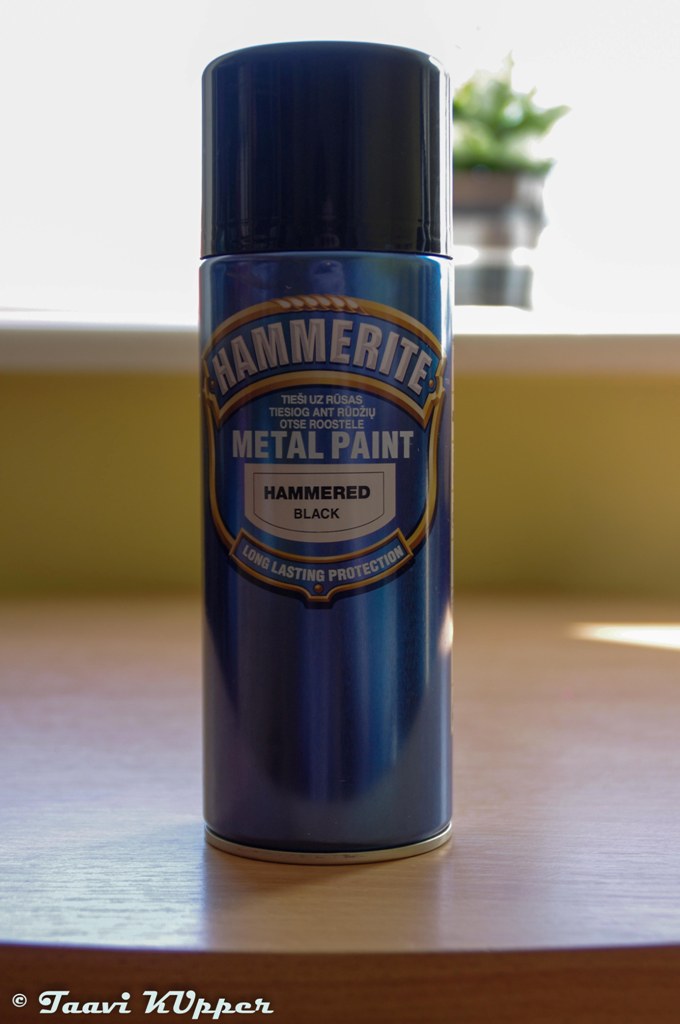 HAMMERITE
TIEŠI UZ RŪSAS
TIESIOG ANT RŪDŽIŲ
OTSE ROOSTELE
METAL PAINT
HAMMERED
BLACK
LONG LASTING PROTECTION
© Taavi KUpper